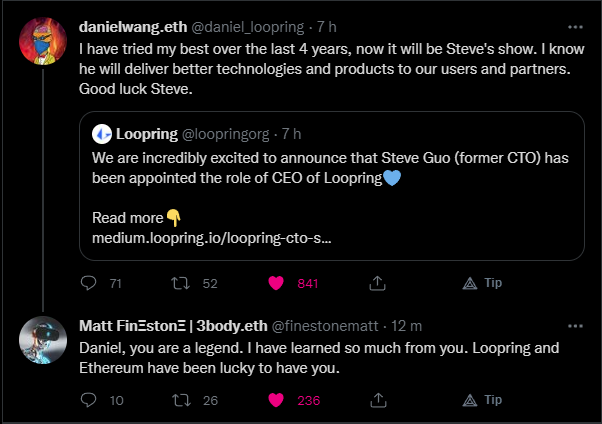 danielwang.eth @daniel_loopring · 7 h
I have tried my best over the last 4 years, now it will be Steve's show. I know
he will deliver better technologies and products to our users and partners.
Good luck Steve.
Loopring @loopringorg · 7 h
We are incredibly excited to announce that Steve Guo (former CTO) has
been appointed the role of CEO of Loopring💙
Read more👇
medium.loopring.io/loopring-cto-s...
71 52 841 Tip
Matt FinΞstonΞ | 3body.eth @finestonematt · 12 m
Daniel, you are a legend. I have learned so much from you. Loopring and
Ethereum have been lucky to have you.
10 26 236 Tip